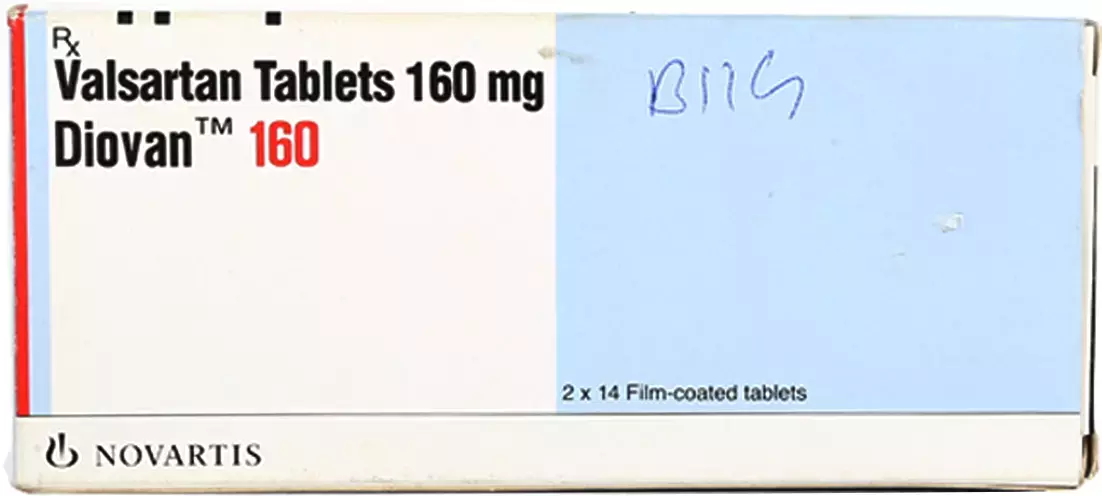 Rx
Valsartan Tablets 160 mg
Diovan™ 160
2 x 14 Film-coated tablets
NOVARTIS